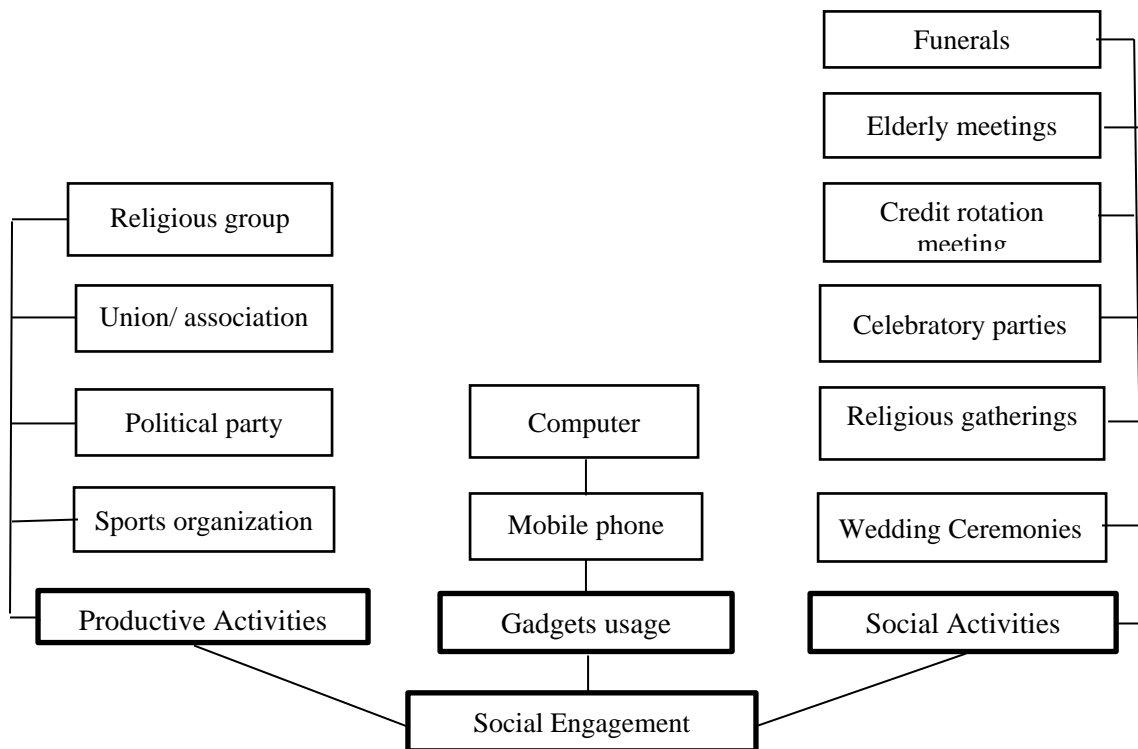 Funerals
Elderly meetings
Religious group
Credit rotation
meeting
Union/ association
Celebratory parties
Computer
Political party
Religious gatherings
Sports organization
Mobile phone
Wedding Ceremonies
Productive Activities
Gadgets usage
Social Activities
Social Engagement